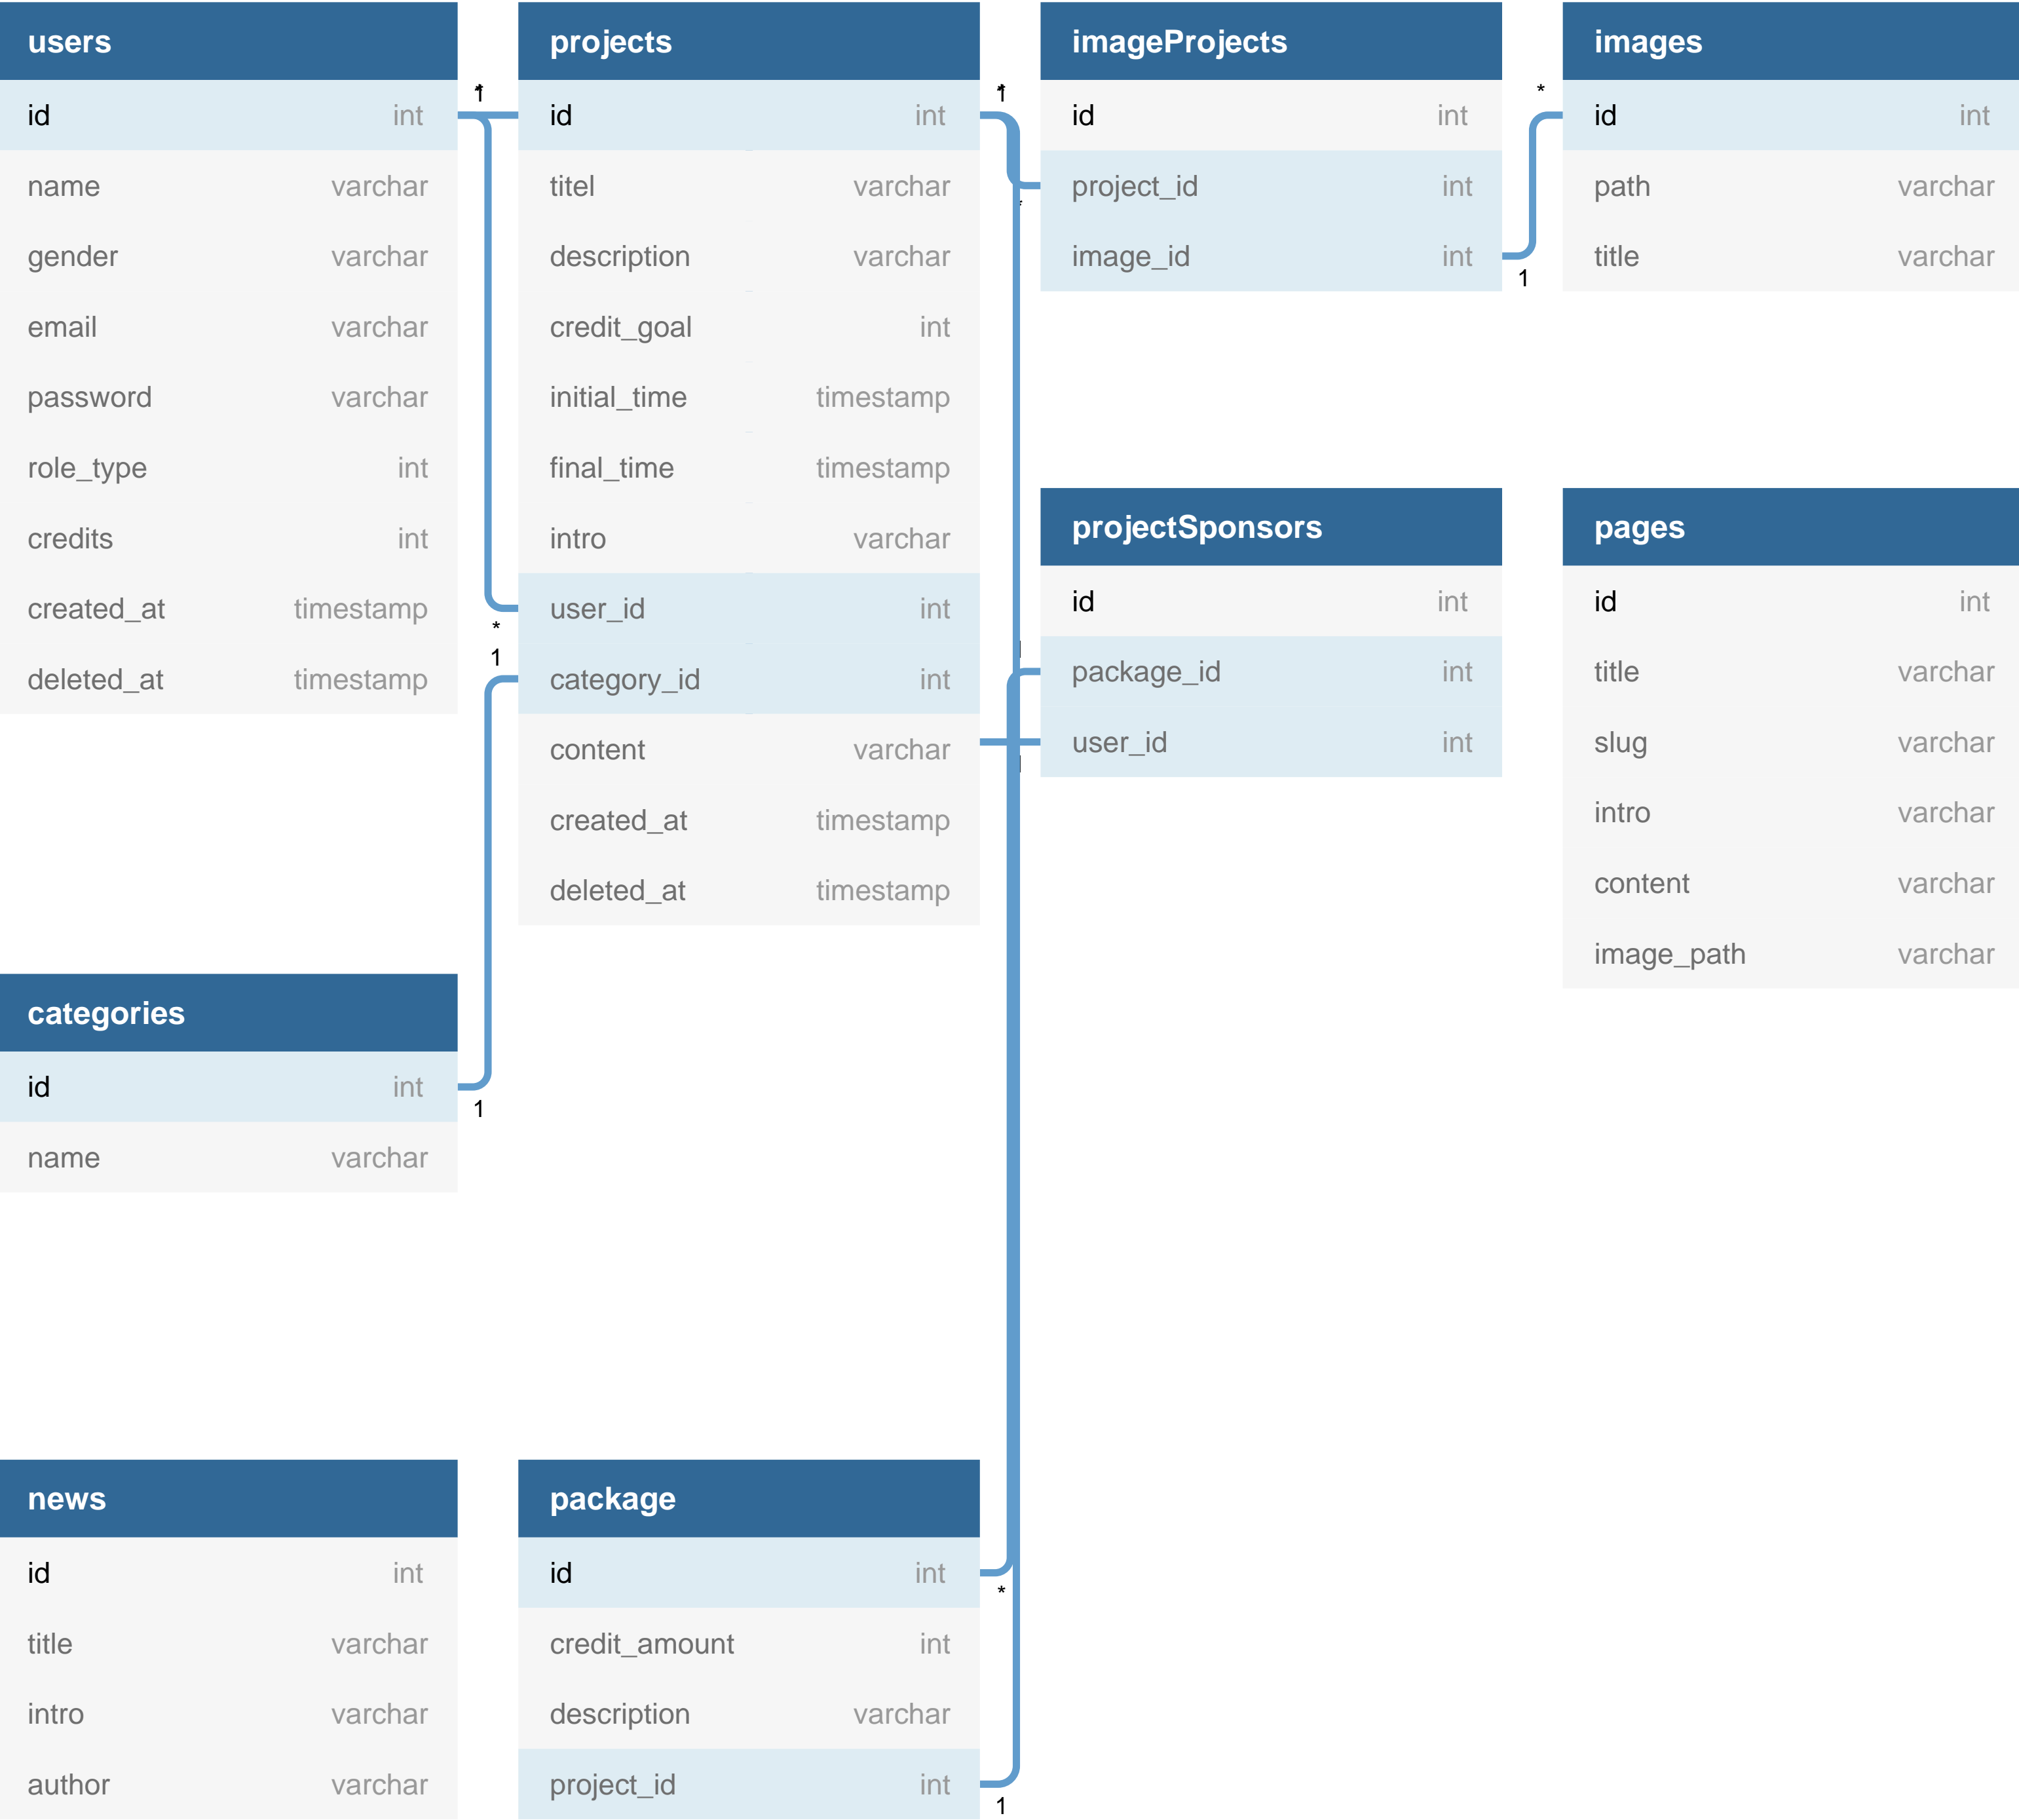 users
id int
name varchar
gender varchar
email varchar
password varchar
role_type int
credits int
created_at timestamp
deleted_at timestamp
projects
id int
titel varchar
description varchar
credit_goal int
initial_time timestamp
final_time timestamp
intro varchar
user_id int
category_id int
content varchar
created_at timestamp
deleted_at timestamp
imageProjects
id int
project_id int
image_id int
images
id int
path varchar
title varchar
projectSponsors
id int
package_id int
user_id int
pages
id int
title varchar
slug varchar
intro varchar
content varchar
image_path varchar
categories
id int
name varchar
news
id int
title varchar
intro varchar
author varchar
package
id int
credit_amount int
description varchar
project_id int
*
1
1
*
1
*
1